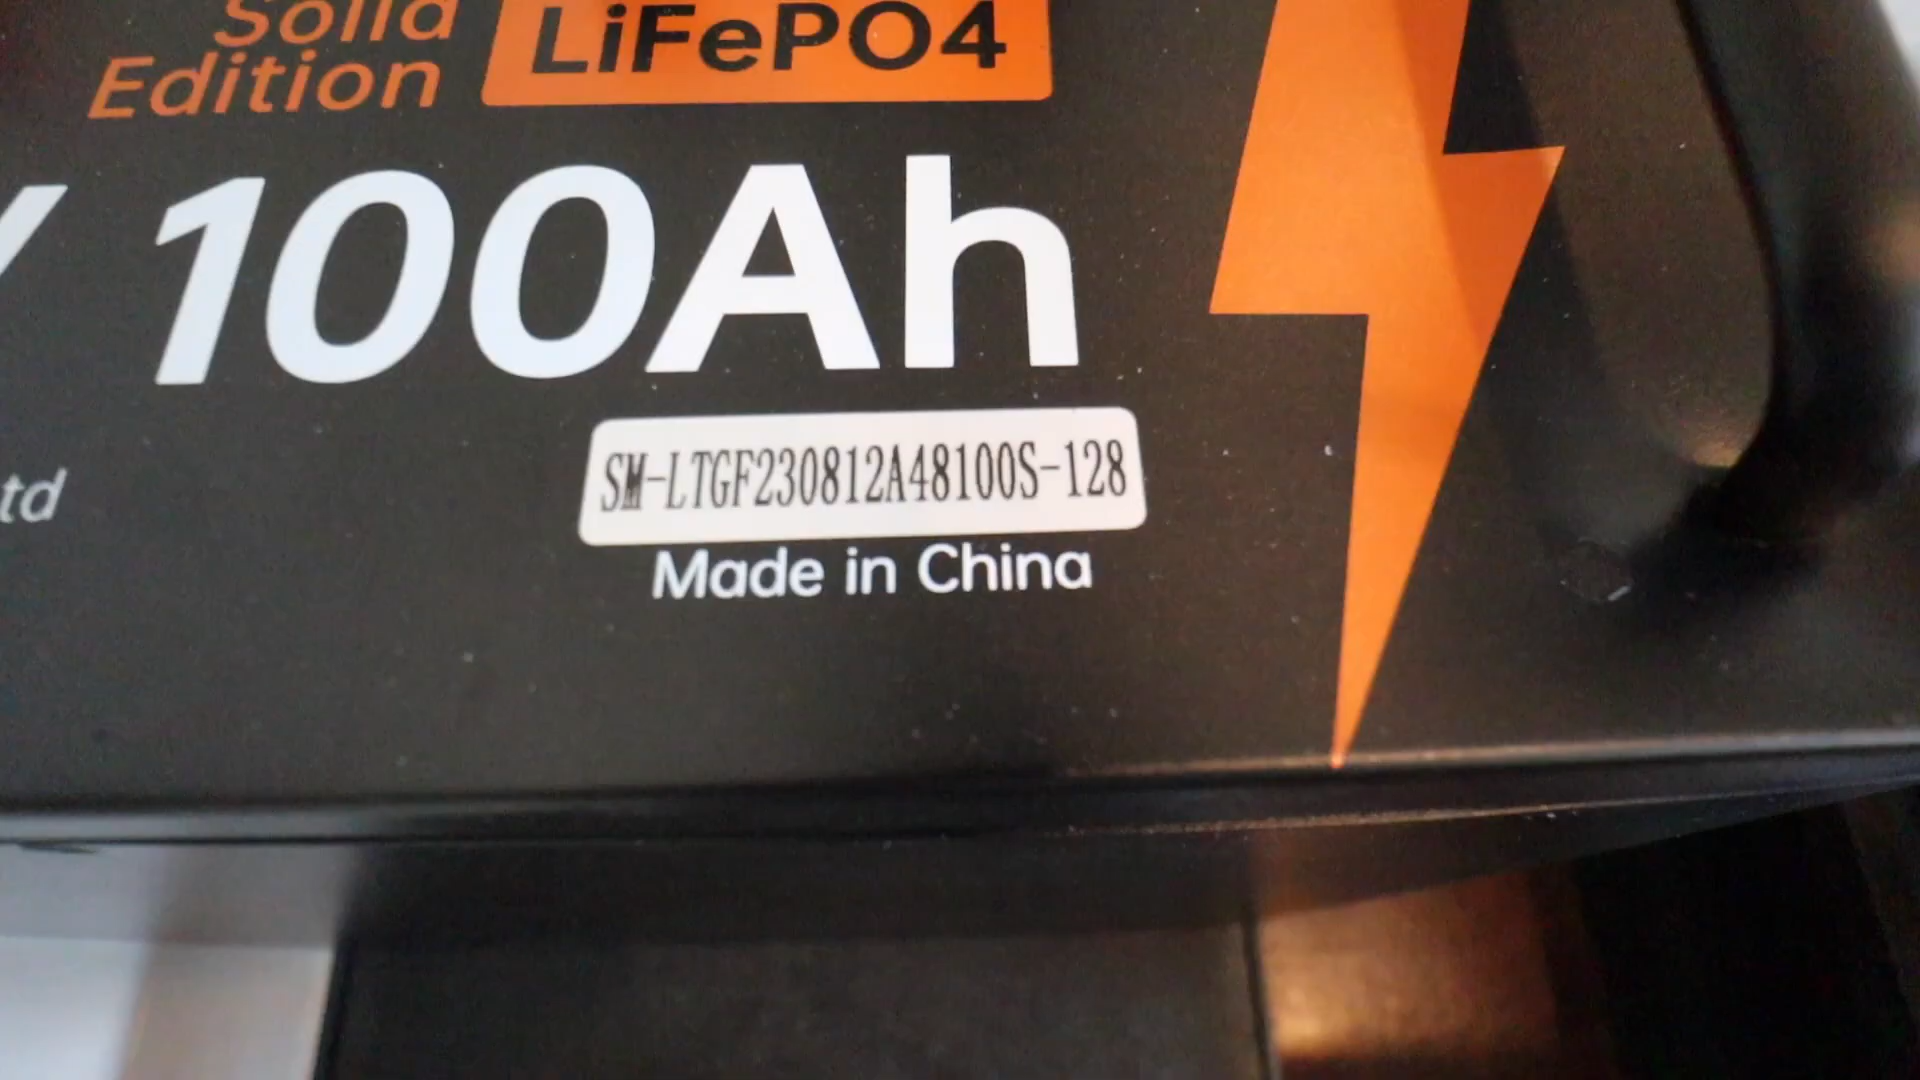 Solid
Edition
LiFePO4
100Ah
td
SM-LTGF230812A48100S-128
Made in China